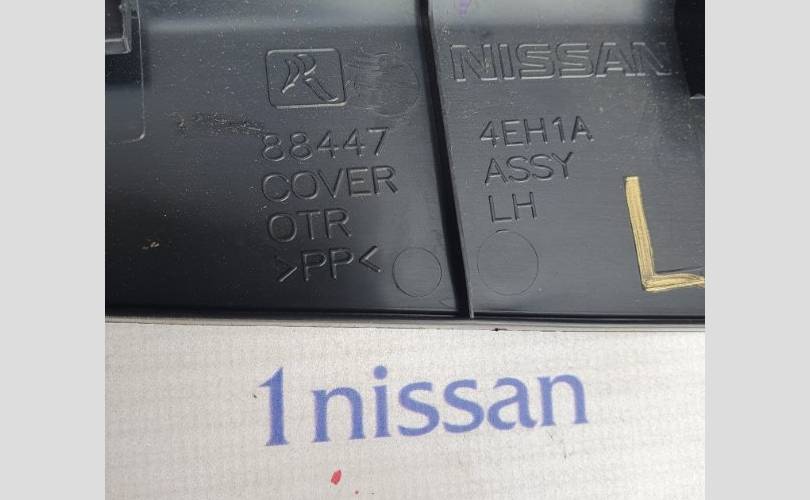 R
NISSAN
88447 4EH1A
COVER ASSY
OTR LH
>PP<
L
1nissan